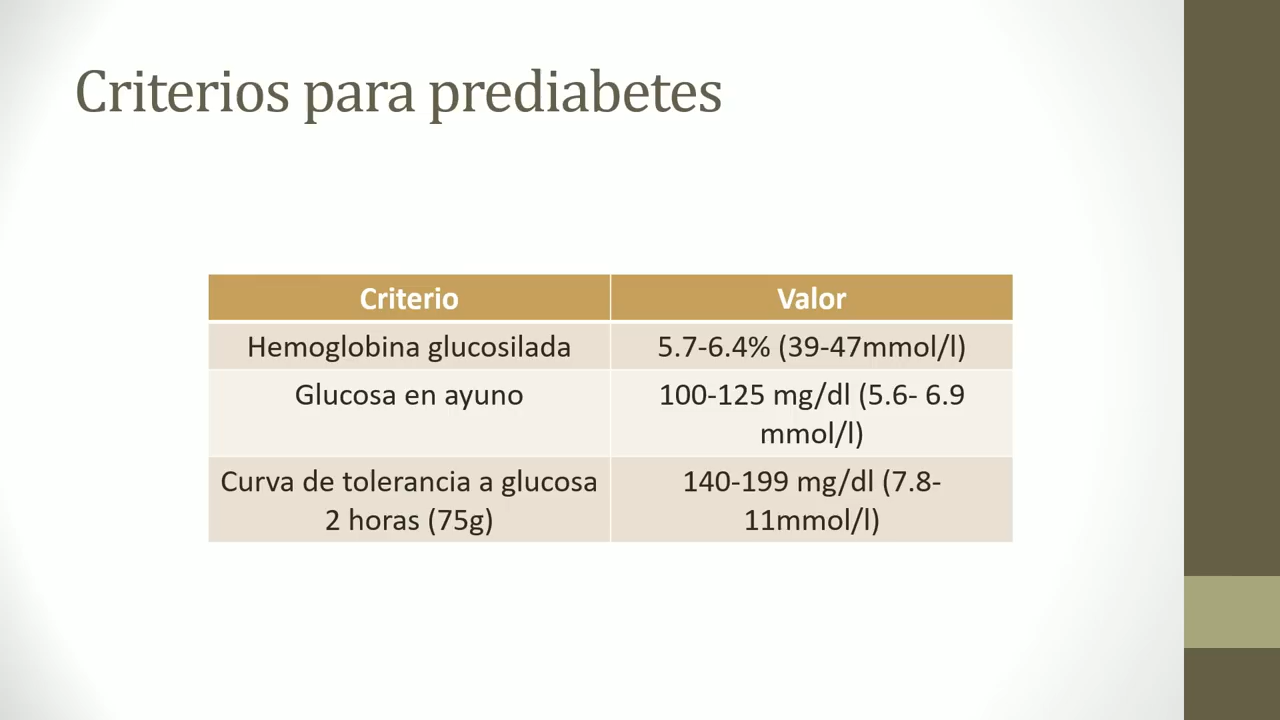 Criterios para prediabetes
Criterio
Valor
Hemoglobina glucosilada
5.7-6.4% (39-47mmol/l)
Glucosa en ayuno
100-125 mg/dl (5.6- 6.9
mmol/l)
Curva de tolerancia a glucosa
2 horas (75g)
140-199 mg/dl (7.8-
11mmol/l)